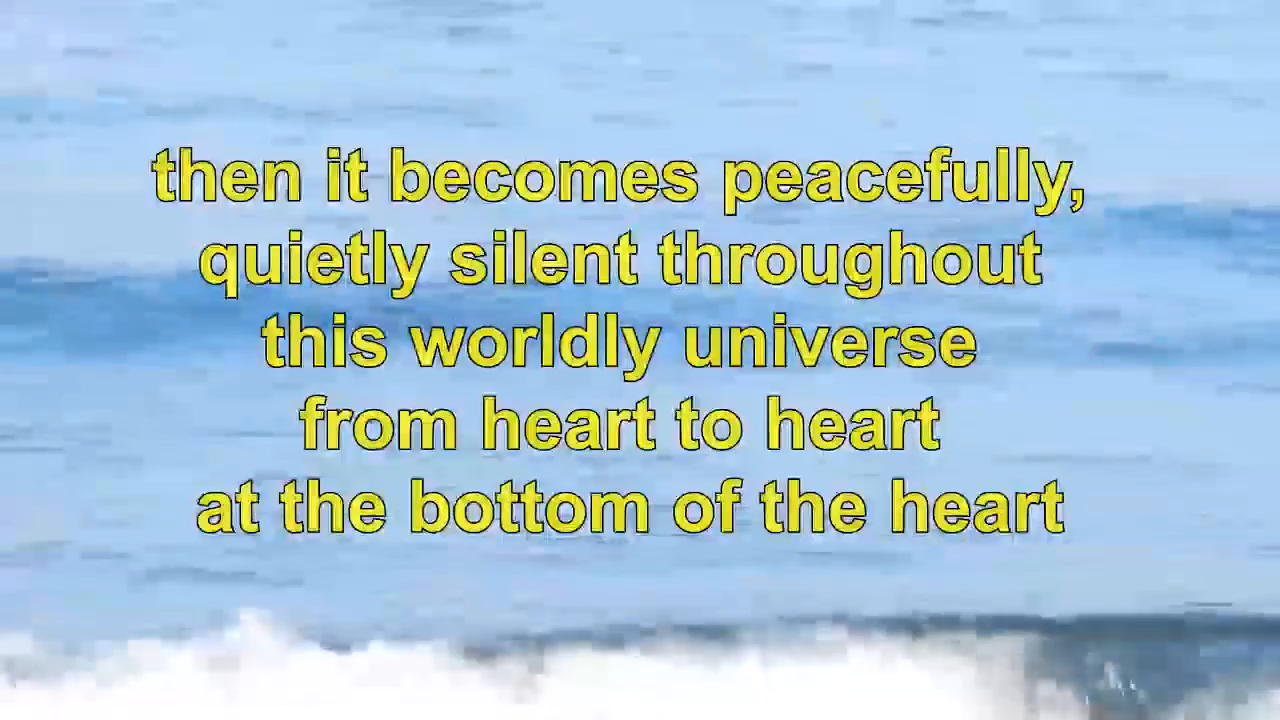 then it becomes peacefully,
quietly silent throughout
this worldly universe
from heart to heart
at the bottom of the heart